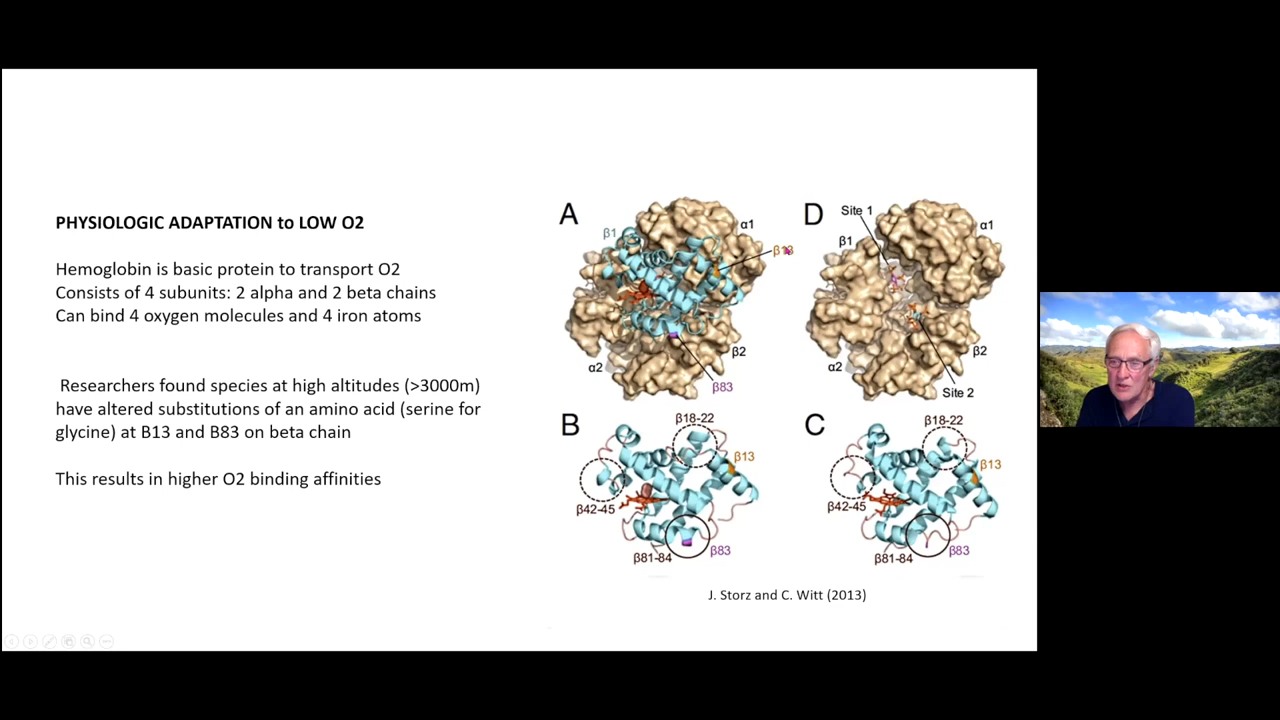 PHYSIOLOGIC ADAPTATION to LOW O2
Hemoglobin is basic protein to transport O2
Consists of 4 subunits: 2 alpha and 2 beta chains
Can bind 4 oxygen molecules and 4 iron atoms
Researchers found species at high altitudes (>3000m)
have altered substitutions of an amino acid (serine for
glycine) at B13 and B83 on beta chain
This results in higher O2 binding affinities
A
β1
α1
β13
β2
α2
β83
D
Site 1
β1
α1
β2
α2
Site 2
B
β18-22
β13
β42-45
β81-84
β83
C
β18-22
β13
β42-45
β81-84
β83
J. Storz and C. Witt (2013)